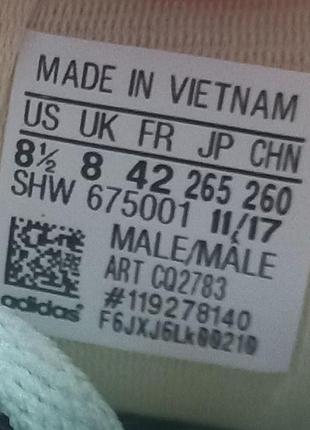 MADE IN VIETNAM
US UK FR JP CHN
8½ 8 42 265 260
SHW 675001 11/17
MALE/MÂLE
ART CQ2783
#119278140
F6JXJ6Lk00210
adidas